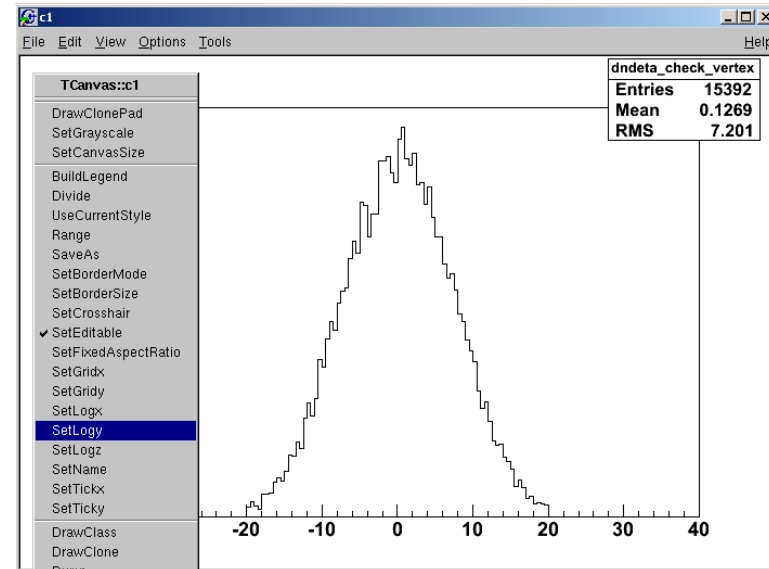 c1
File Edit View Options Tools Help
TCanvas::c1
DrawClonePad
SetGrayscale
SetCanvasSize
BuildLegend
Divide
UseCurrentStyle
Range
SaveAs
SetBorderMode
SetBorderSize
SetCrosshair
SetEditable
SetFixedAspectRatio
SetGridx
SetGridy
SetLogx
SetLogy
SetLogz
SetName
SetTickx
SetTicky
DrawClass
DrawClone
dndeta_check_vertex
Entries 15392
Mean 0.1269
RMS 7.201
-20 -10 0 10 20 30 40